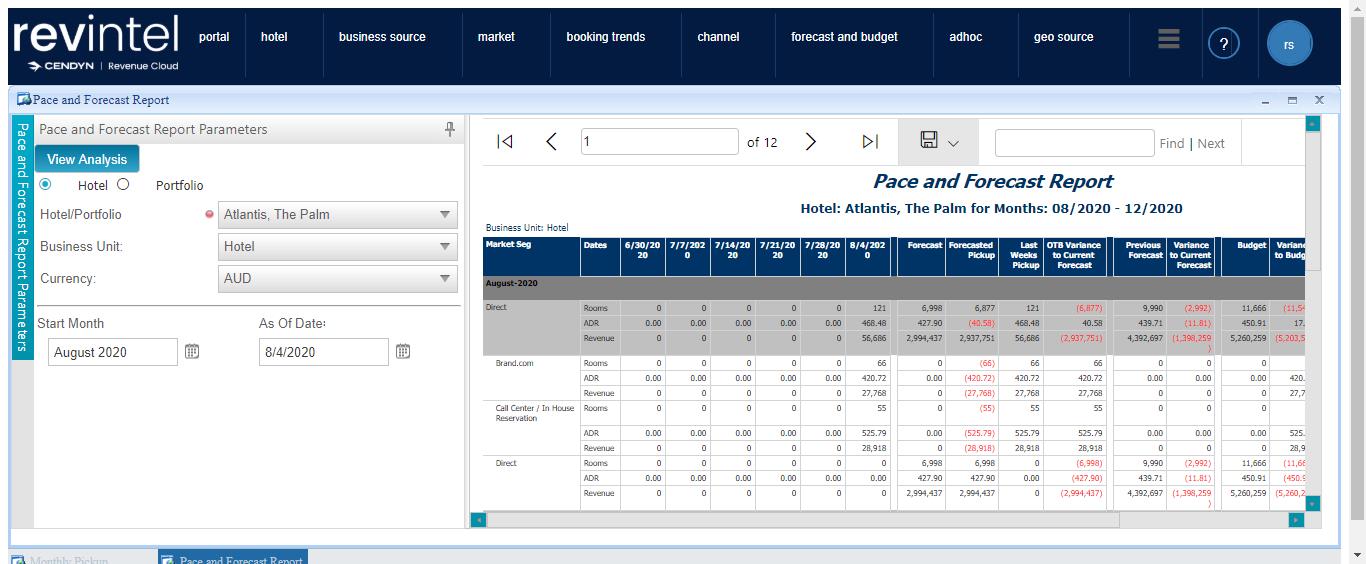 revintel
CENDYN | Revenue Cloud
portal hotel business source market booking trends channel forecast and budget adhoc geo source ? rs
Pace and Forecast Report
Pace and Forecast Report Parameters
Pace and Forecast Report Parameters
View Analysis
Hotel Portfolio
Hotel/Portfolio Atlantis, The Palm
Business Unit: Hotel
Currency: AUD
Start Month As Of Date:
August 2020 8/4/2020
1 of 12 Find | Next
Pace and Forecast Report
Hotel: Atlantis, The Palm for Months: 08/2020 - 12/2020
Business Unit: Hotel
Market Seg Dates 6/30/20 7/7/202 7/14/20 7/21/20 7/28/20 8/4/202 Forecast Forecasted Last OTB Variance Previous Variance Budget Varianc
20 0 20 20 20 0 Pickup Weeks to Current Forecast to Current to Budg
Pickup Forecast Forecast
August-2020
Direct Rooms 0 0 0 0 0 121 6,998 6,877 121 (6,877) 9,990 (2,992) 11,666 (11,54
ADR 0.00 0.00 0.00 0.00 0.00 468.48 427.90 (40.58) 468.48 40.58 439.71 (11.81) 450.91 17.
Revenue 0 0 0 0 0 56,686 2,994,437 2,937,751 56,686 (2,937,751) 4,392,697 (1,398,259 5,260,259 (5,203,5
)
Brand.com Rooms 0 0 0 0 0 66 0 (66) 66 66 0 0 0
ADR 0.00 0.00 0.00 0.00 0.00 420.72 0.00 (420.72) 420.72 420.72 0.00 0.00 0.00 420.
Revenue 0 0 0 0 0 27,768 0 (27,768) 27,768 27,768 0 0 0 27,7
Call Center / In House Rooms 0 0 0 0 0 55 0 (55) 55 55 0 0 0
Reservation
ADR 0.00 0.00 0.00 0.00 0.00 525.79 0.00 (525.79) 525.79 525.79 0.00 0.00 0.00 525.
Revenue 0 0 0 0 0 28,918 0 (28,918) 28,918 28,918 0 0 0 28,9
Direct Rooms 0 0 0 0 0 0 6,998 6,998 0 (6,998) 9,990 (2,992) 11,666 (11,66
ADR 0.00 0.00 0.00 0.00 0.00 0.00 427.90 427.90 0.00 (427.90) 439.71 (11.81) 450.91 (450.9
Revenue 0 0 0 0 0 0 2,994,437 2,994,437 0 (2,994,437) 4,392,697 (1,398,259 5,260,259 (5,260,2
)
Monthly Pickup Pace and Forecast Report